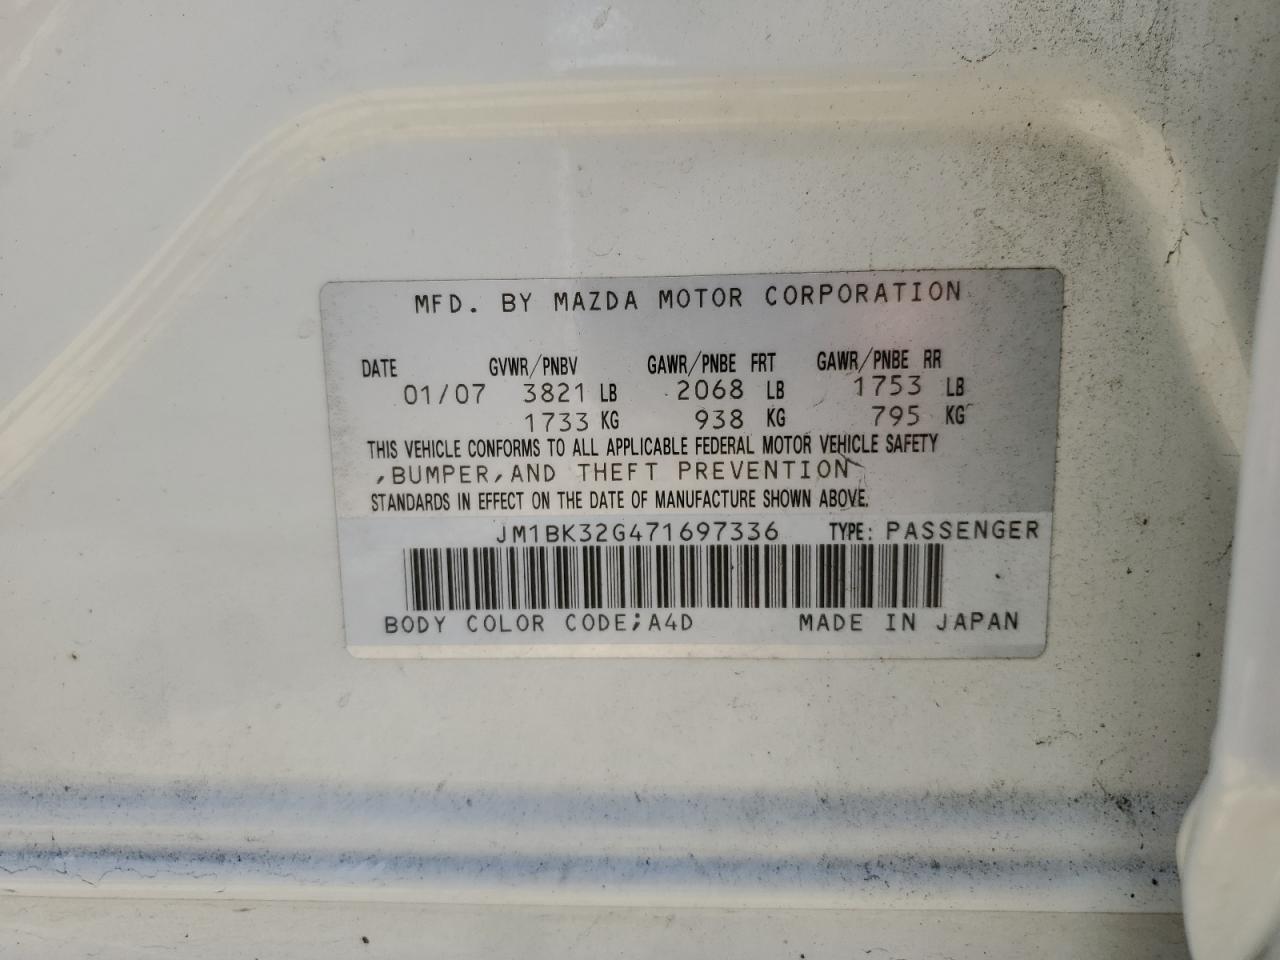 MFD. BY MAZDA MOTOR CORPORATION
DATE GVWR/PNBV GAWR/PNBE FRT GAWR/PNBE RR
01/07 3821 LB 2068 LB 1753 LB
1733 KG 938 KG 795 KG
THIS VEHICLE CONFORMS TO ALL APPLICABLE FEDERAL MOTOR VEHICLE SAFETY
,BUMPER,AND THEFT PREVENTION
STANDARDS IN EFFECT ON THE DATE OF MANUFACTURE SHOWN ABOVE.
JM1BK32G471697336 TYPE: PASSENGER
BODY COLOR CODE;A4D MADE IN JAPAN